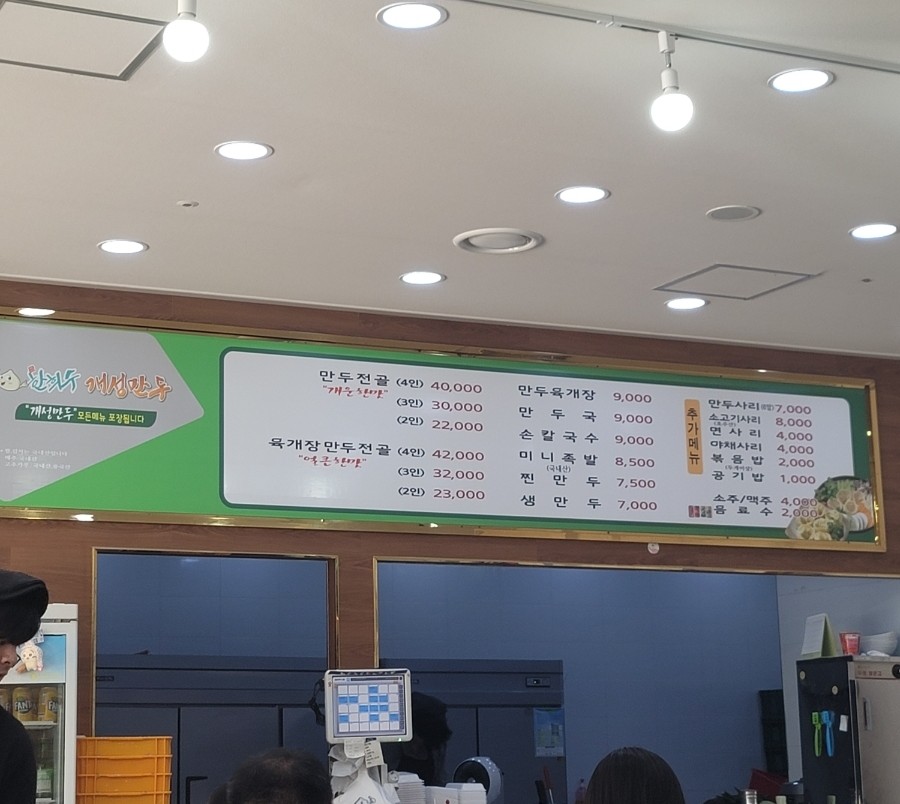 개성만두
"개성만두" 모든메뉴 포장됩니다
만두전골 (4인) 40,000
"개운한맛"
(3인) 30,000
(2인) 22,000
육개장만두전골 (4인) 42,000
"얼큰한맛"
(3인) 32,000
(2인) 23,000
만두육개장 9,000
만두국 9,000
손칼국수 9,000
미니족발 8,500
(국내산)
찐만두 7,500
생만두 7,000
추가메뉴
만두사리 7,000
소고기사리 8,000
면사리 4,000
야채사리 4,000
볶음밥 2,000
공기밥 1,000
소주/맥주 4,000
음료수 2,000